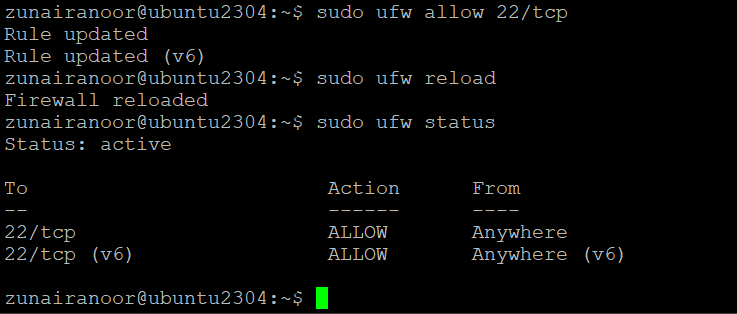 zunairanoor@ubuntu2304:~$ sudo ufw allow 22/tcp
Rule updated
Rule updated (v6)
zunairanoor@ubuntu2304:~$ sudo ufw reload
Firewall reloaded
zunairanoor@ubuntu2304:~$ sudo ufw status
Status: active
To                         Action      From
--                         ------      ----
22/tcp                     ALLOW       Anywhere
22/tcp (v6)                ALLOW       Anywhere (v6)
zunairanoor@ubuntu2304:~$